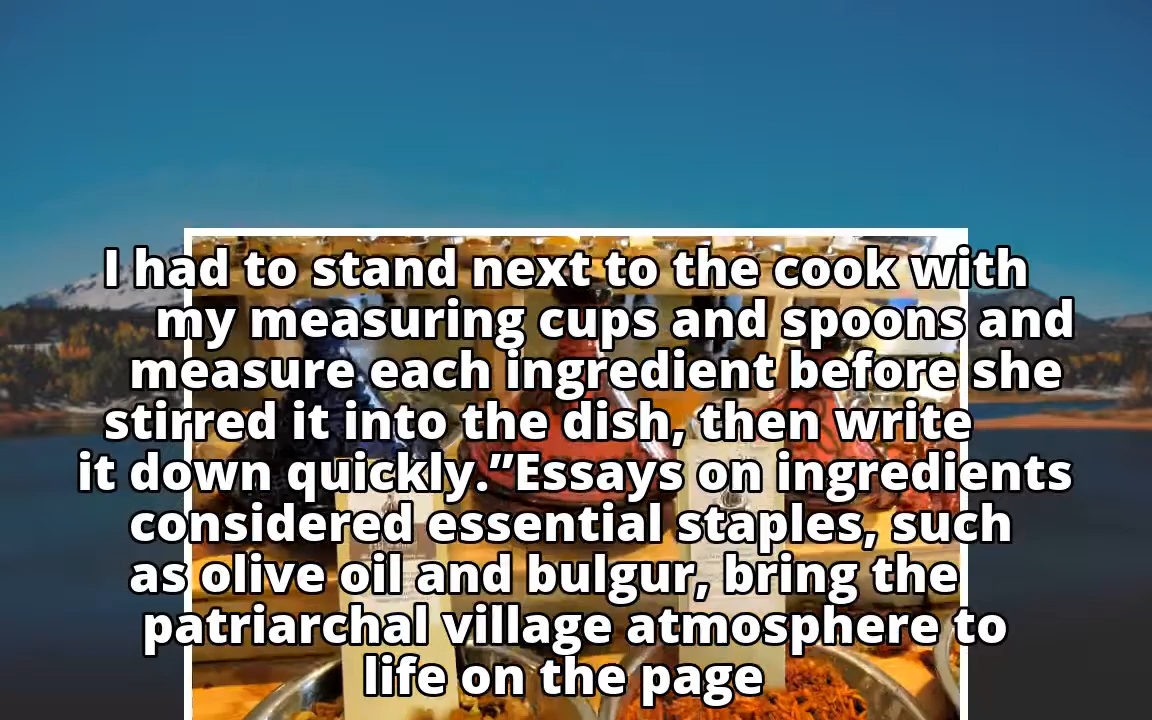 I had to stand next to the cook with
my measuring cups and spoons and
measure each ingredient before she
stirred it into the dish, then write
it down quickly.”Essays on ingredients
considered essential staples, such
as olive oil and bulgur, bring the
patriarchal village atmosphere to
life on the page